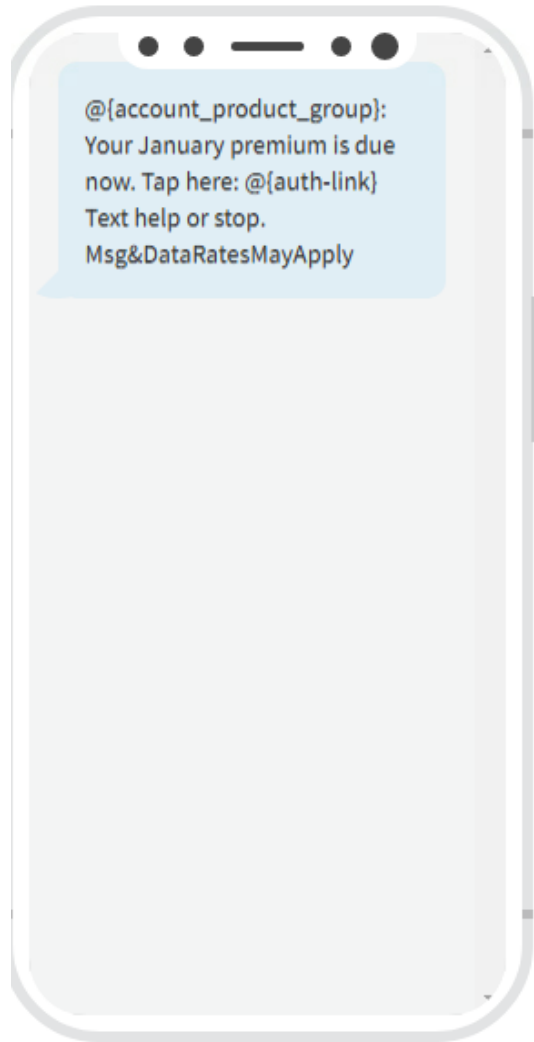 @{account_product_group}:
Your January premium is due
now. Tap here: @{auth-link}
Text help or stop.
Msg&DataRatesMayApply